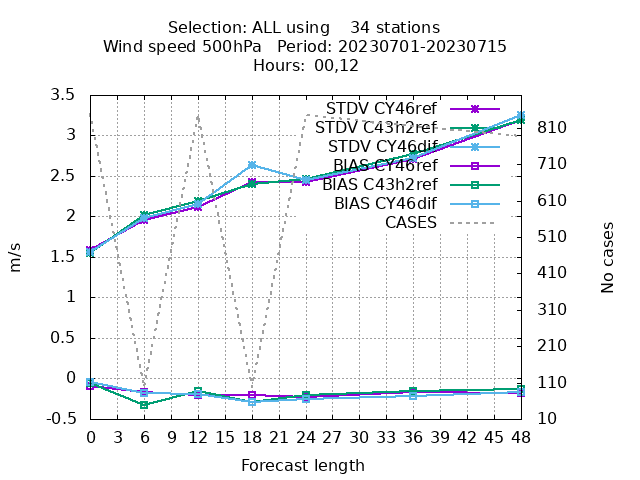 Selection: ALL using    34 stations
Wind speed 500hPa   Period: 20230701-20230715
Hours:  00,12
3.5
3
2.5
2
1.5
1
0.5
0
-0.5
m/s
STDV CY46ref
STDV C43h2ref
STDV CY46dif
BIAS CY46ref
BIAS C43h2ref
BIAS CY46dif
CASES
810
710
610
510
410
310
210
110
10
No cases
0 3 6 9 12 15 18 21 24 27 30 33 36 39 42 45 48
Forecast length